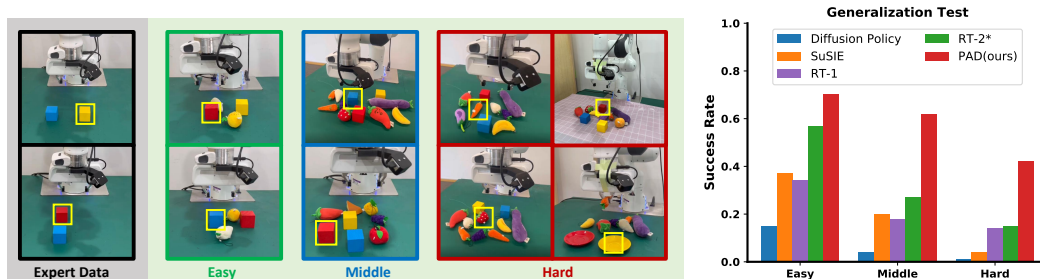 Expert Data
Easy
Middle
Hard
Generalization Test
Diffusion Policy
SuSIE
RT-1
RT-2*
PAD(ours)
Success Rate
1.0
0.8
0.6
0.4
0.2
0.0
Easy
Middle
Hard